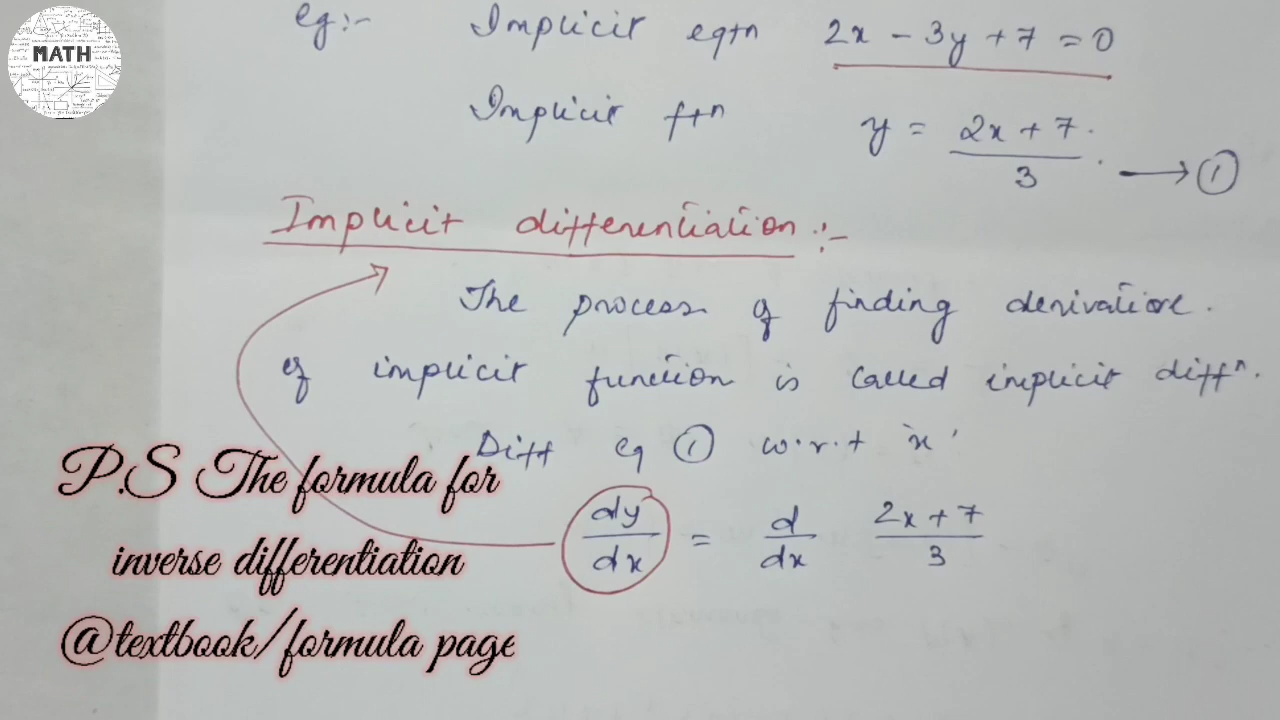 MATH
eg:- Implicit eqtn 2x - 3y + 7 = 0
Implicit ftn y = 2x + 7 / 3. → ①
Implicit differentiation :-
The process of finding derivative.
of implicit function is called implicit diffn.
Diff eq ① w.r.t 'x'
dy/dx = d/dx 2x + 7 / 3
P.S The formula for
inverse differentiation
@textbook/formula page